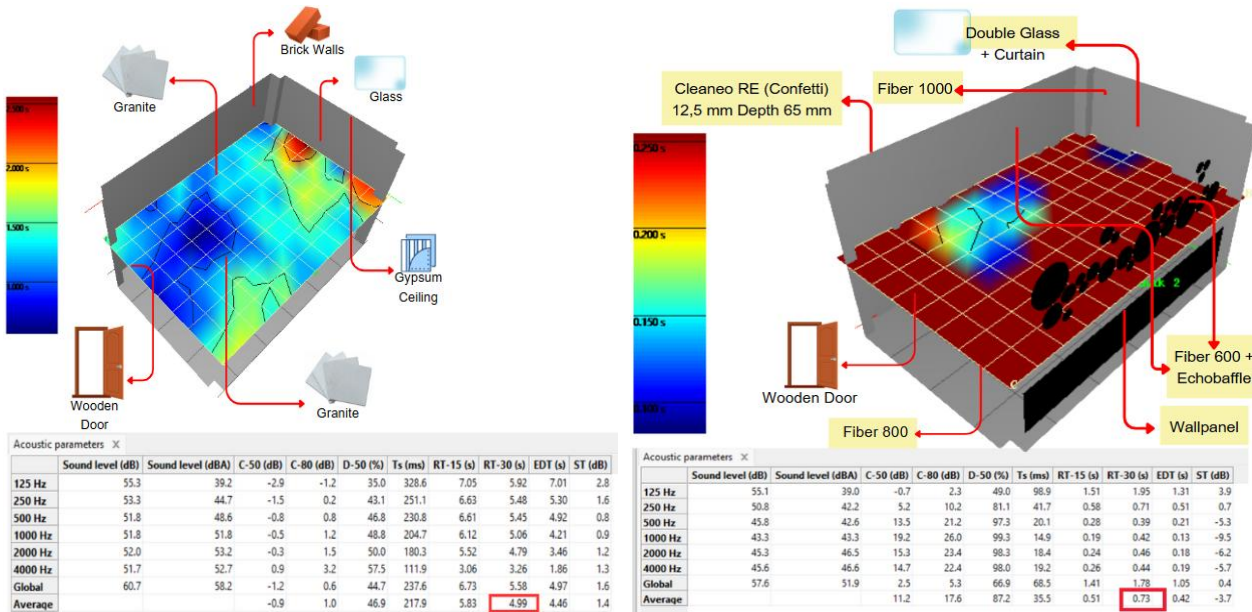 Brick Walls
Granite
Glass
2.500 s
2.000 s
1.500 s
1.000 s
Gypsum
Ceiling
Wooden
Door
Granite
Acoustic parameters X
Sound level (dB) Sound level (dBA) C-50 (dB) C-80 (dB) D-50 (%) Ts (ms) RT-15 (s) RT-30 (s) EDT (s) ST (dB)
125 Hz 55.3 39.2 -2.9 -1.2 35.0 328.6 7.05 5.92 7.01 2.8
250 Hz 53.3 44.7 -1.5 0.2 43.1 251.1 6.63 5.48 5.30 1.6
500 Hz 51.8 48.6 -0.8 0.8 46.8 230.8 6.61 5.45 4.92 0.8
1000 Hz 51.8 51.8 -0.5 1.2 48.8 204.7 6.12 5.06 4.21 0.9
2000 Hz 52.0 53.2 -0.3 1.5 50.0 180.3 5.52 4.79 3.46 1.2
4000 Hz 51.7 52.7 0.9 3.2 57.5 111.9 3.06 3.26 1.86 1.3
Global 60.7 58.2 -1.2 0.6 44.7 237.6 6.73 5.58 4.97 1.6
Average -0.9 1.0 46.9 217.9 5.83 4.99 4.46 1.4
Double Glass
+ Curtain
Cleaneo RE (Confetti)
12,5 mm Depth 65 mm
Fiber 1000
0.250 s
0.200 s
0.150 s
Wooden Door
Fiber 600 +
Echobaffle
Fiber 800
Wallpanel
Acoustic parameters X
Sound level (dB) Sound level (dBA) C-50 (dB) C-80 (dB) D-50 (%) Ts (ms) RT-15 (s) RT-30 (s) EDT (s) ST (dB)
125 Hz 55.1 39.0 -0.7 2.3 49.0 98.9 1.51 1.95 1.31 3.9
250 Hz 50.8 42.2 5.2 10.2 81.1 41.7 0.58 0.71 0.51 0.7
500 Hz 45.8 42.6 13.5 21.2 97.3 20.1 0.28 0.39 0.21 -5.3
1000 Hz 43.3 43.3 19.2 26.0 99.3 14.9 0.19 0.42 0.13 -9.5
2000 Hz 45.3 46.5 15.3 23.4 98.3 18.4 0.24 0.46 0.18 -6.2
4000 Hz 45.6 46.6 14.7 22.4 98.0 19.2 0.26 0.44 0.19 -5.7
Global 57.6 51.9 2.5 5.3 66.9 68.5 1.41 1.78 1.05 0.4
Average 11.2 17.6 87.2 35.5 0.51 0.73 0.42 -3.7